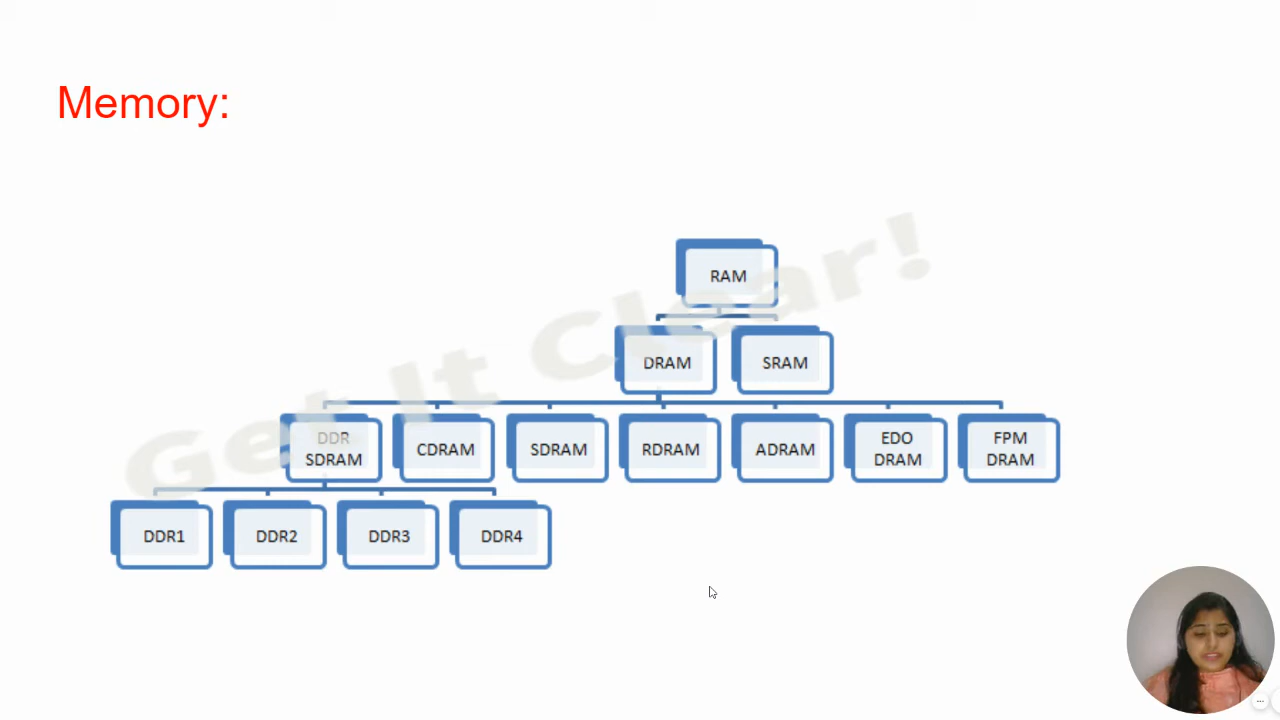 Memory:
Get It Clear!
RAM
DRAM
SRAM
DDR
SDRAM
CDRAM
SDRAM
RDRAM
ADRAM
EDO
DRAM
FPM
DRAM
DDR1
DDR2
DDR3
DDR4